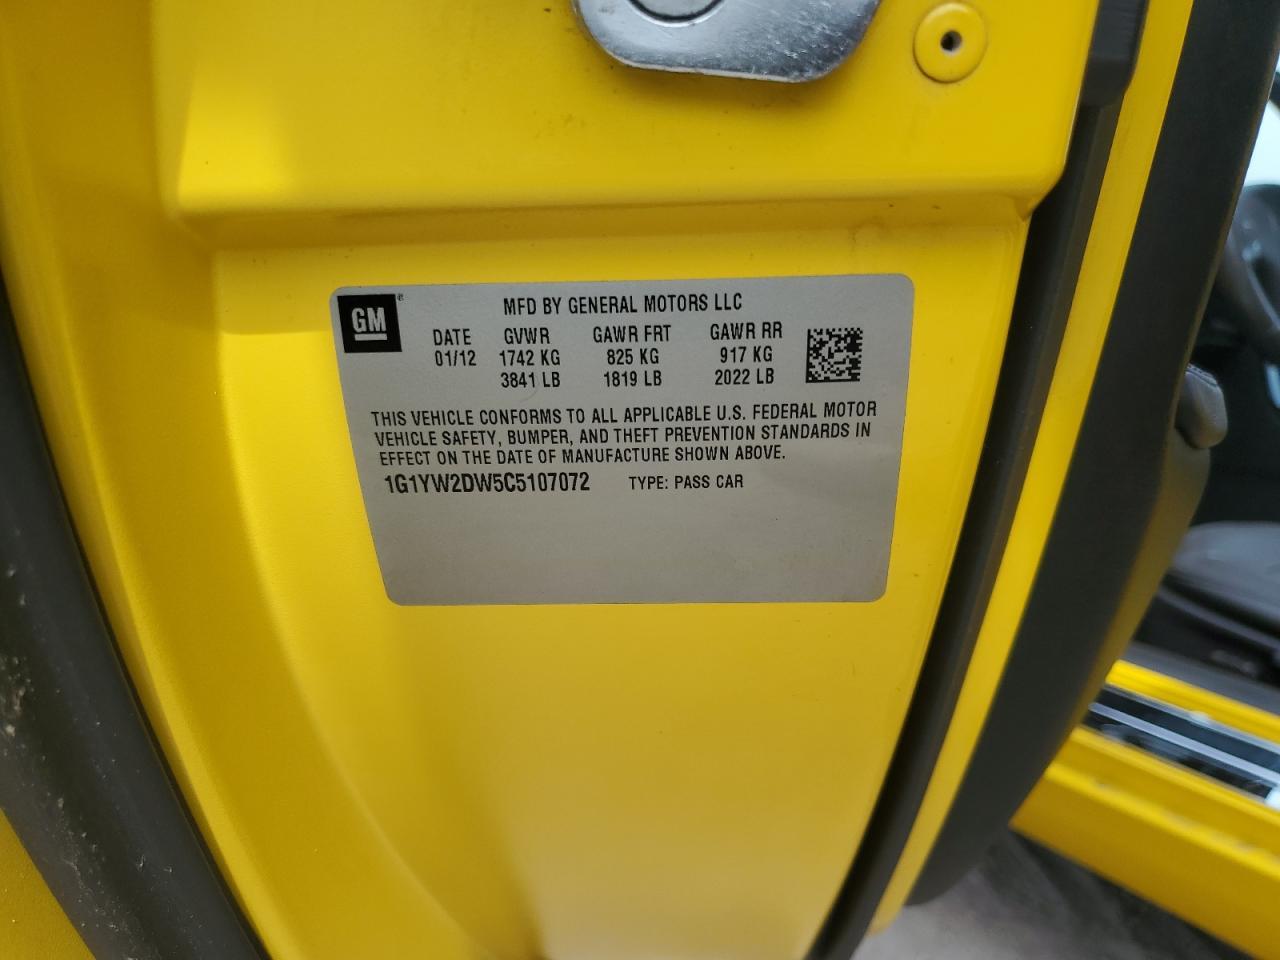 GM
MFD BY GENERAL MOTORS LLC
DATE GVWR GAWR FRT GAWR RR
01/12 1742 KG 825 KG 917 KG
3841 LB 1819 LB 2022 LB
THIS VEHICLE CONFORMS TO ALL APPLICABLE U.S. FEDERAL MOTOR
VEHICLE SAFETY, BUMPER, AND THEFT PREVENTION STANDARDS IN
EFFECT ON THE DATE OF MANUFACTURE SHOWN ABOVE.
1G1YW2DW5C5107072 TYPE: PASS CAR